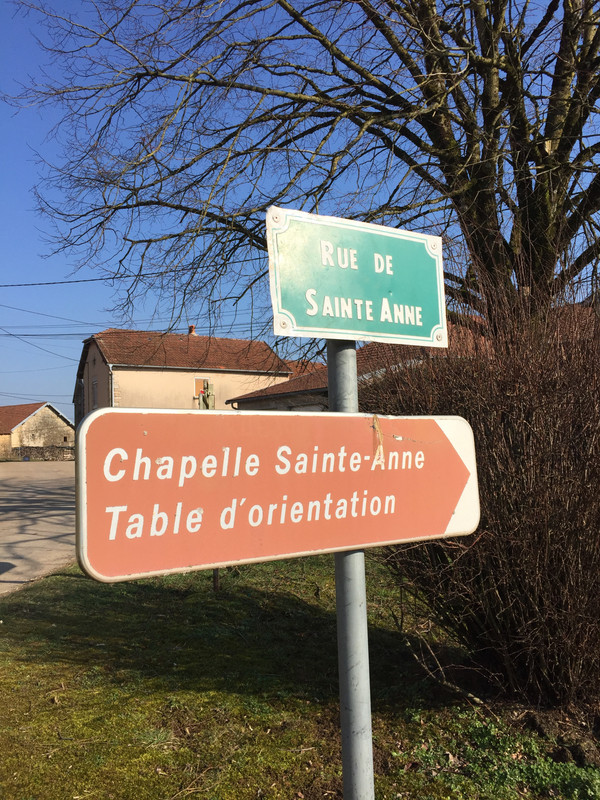 Rue de
Sainte Anne
Chapelle Sainte-Anne
Table d'orientation